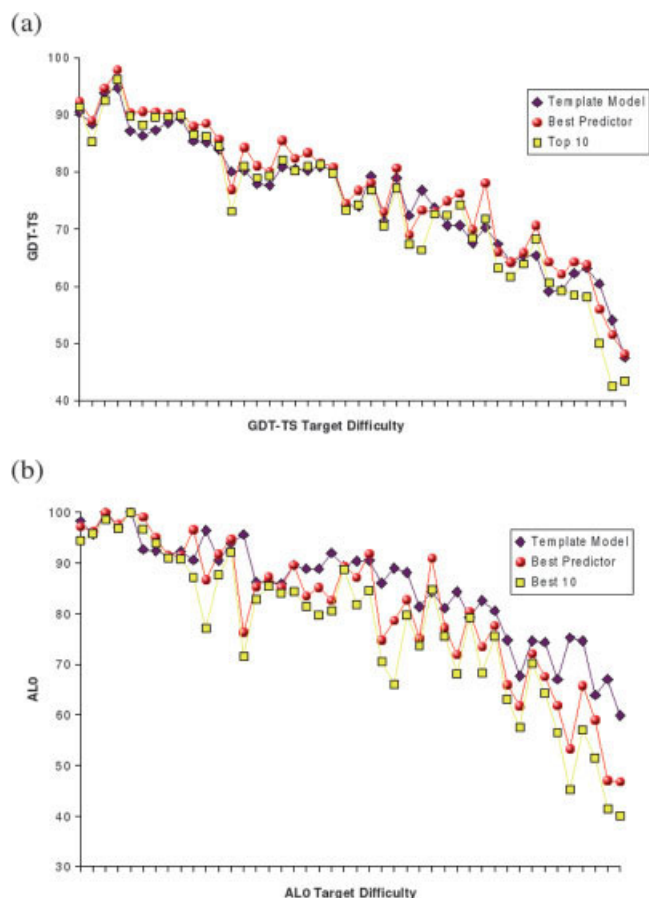 (a)
100
90
80
70
60
50
40
GDT-TS
Template Model
Best Predictor
Top 10
GDT-TS Target Difficulty
(b)
100
90
80
70
60
50
40
30
AL0
Template Model
Best Predictor
Best 10
AL0 Target Difficulty